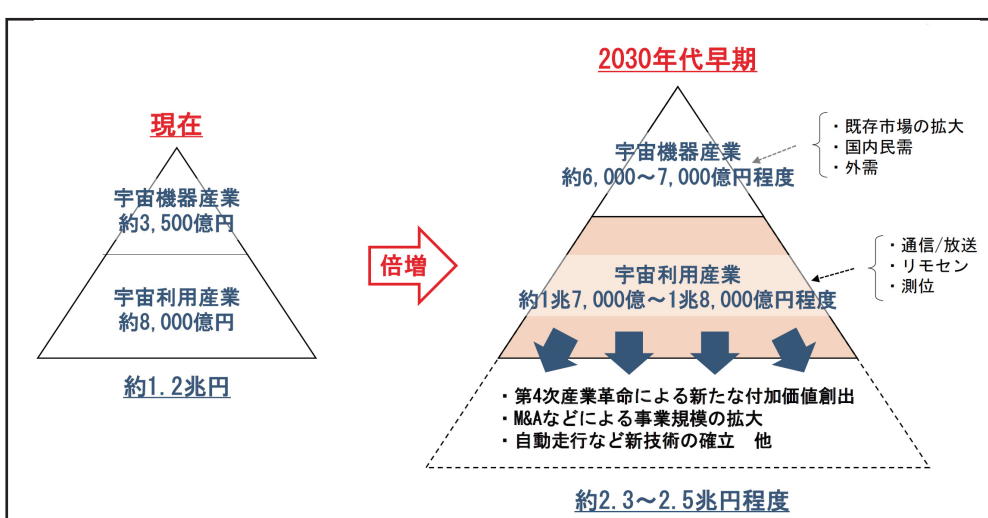 現在
宇宙機器産業
約3,500億円
宇宙利用産業
約8,000億円
約1.2兆円
倍増
2030年代早期
宇宙機器産業
約6,000~7,000億円程度
・既存市場の拡大
・国内民需
・外需
宇宙利用産業
約1兆7,000億~1兆8,000億円程度
・通信/放送
・リモセン
・測位
・第4次産業革命による新たな付加価値創出
・M&Aなどによる事業規模の拡大
・自動走行など新技術の確立 他
約2.3~2.5兆円程度